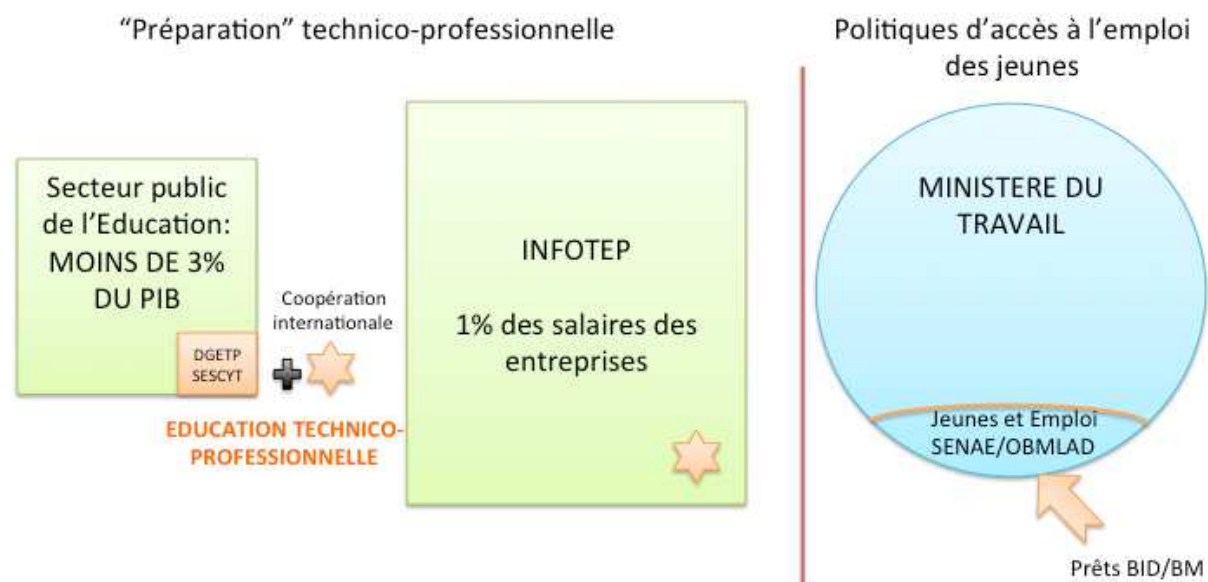 “Préparation” technico-professionnelle
Politiques d’accès à l’emploi
des jeunes
Secteur public
de l’Education:
MOINS DE 3%
DU PIB
DGETP
SESCYT
Coopération
internationale
EDUCATION TECHNICO-
PROFESSIONNELLE
INFOTEP
1% des salaires des
entreprises
MINISTERE DU
TRAVAIL
Jeunes et Emploi
SENAE/OBMLAD
Prêts BID/BM